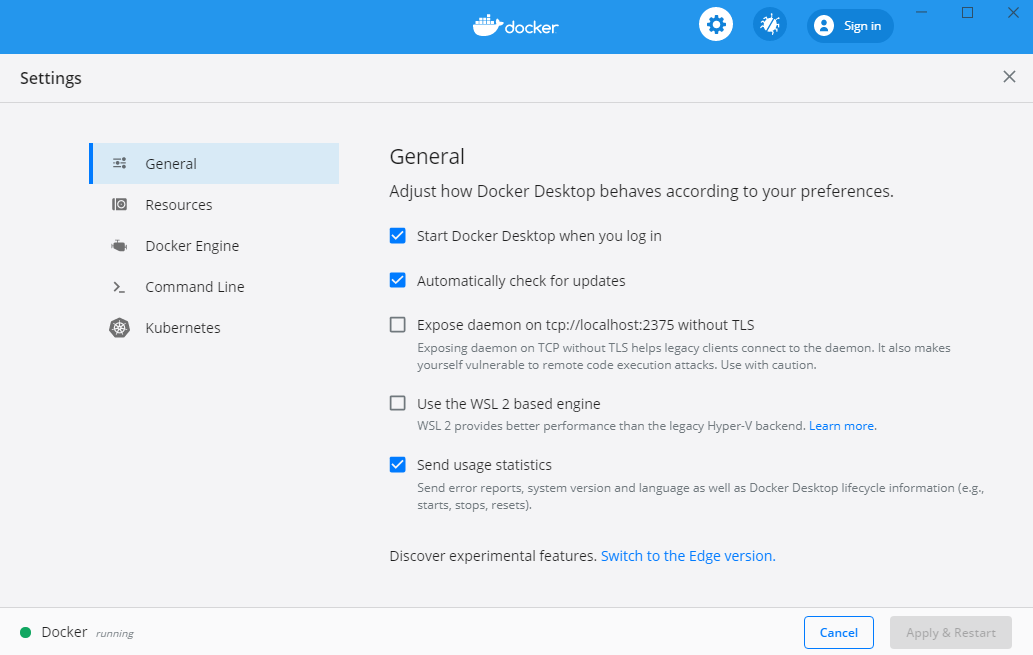 docker
Sign in
Settings
General
Resources
Docker Engine
Command Line
Kubernetes
General
Adjust how Docker Desktop behaves according to your preferences.
Start Docker Desktop when you log in
Automatically check for updates
Expose daemon on tcp://localhost:2375 without TLS
Exposing daemon on TCP without TLS helps legacy clients connect to the daemon. It also makes
yourself vulnerable to remote code execution attacks. Use with caution.
Use the WSL 2 based engine
WSL 2 provides better performance than the legacy Hyper-V backend. Learn more.
Send usage statistics
Send error reports, system version and language as well as Docker Desktop lifecycle information (e.g.,
starts, stops, resets).
Discover experimental features. Switch to the Edge version.
Docker running
Cancel
Apply & Restart